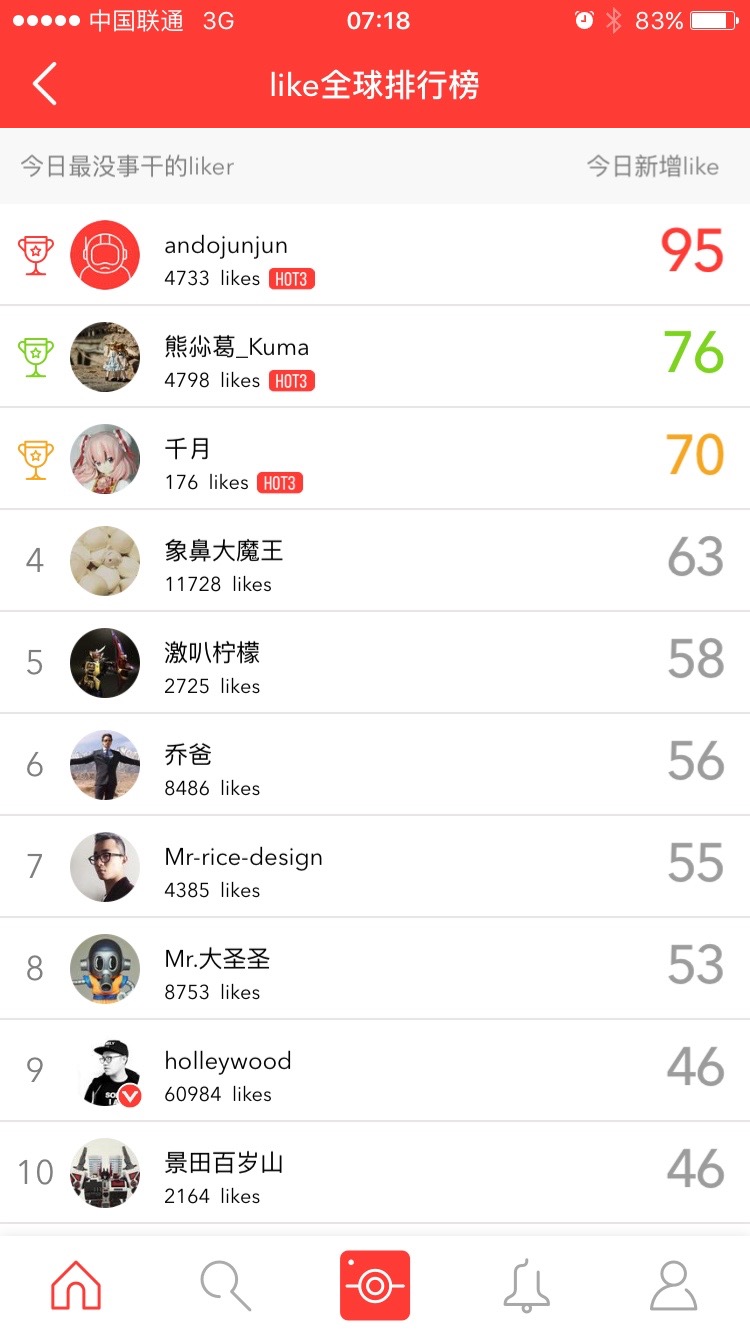 中国联通 3G 07:18 83%
like全球排行榜
今日最没事干的liker 今日新增like
andojunjun
4733 likes HOT3
95
熊尛葛_Kuma
4798 likes HOT3
76
千月
176 likes HOT3
70
4
象鼻大魔王
11728 likes
63
5
激叭柠檬
2725 likes
58
6
乔爸
8486 likes
56
7
Mr-rice-design
4385 likes
55
8
Mr.大圣圣
8753 likes
53
9
holleywood
60984 likes
46
10
景田百岁山
2164 likes
46